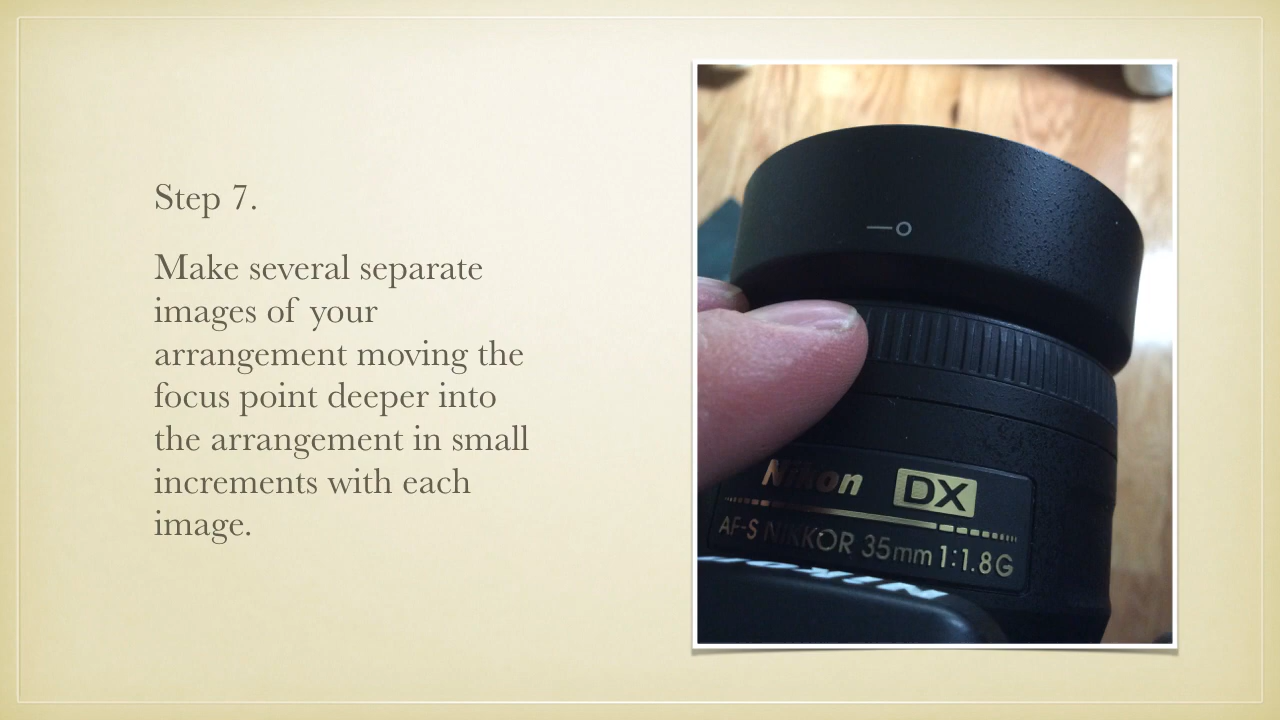 Step 7.
Make several separate
images of your
arrangement moving the
focus point deeper into
the arrangement in small
increments with each
image.
Nikon DX
AF-S NIKKOR 35mm 1:1.8G
NIKON